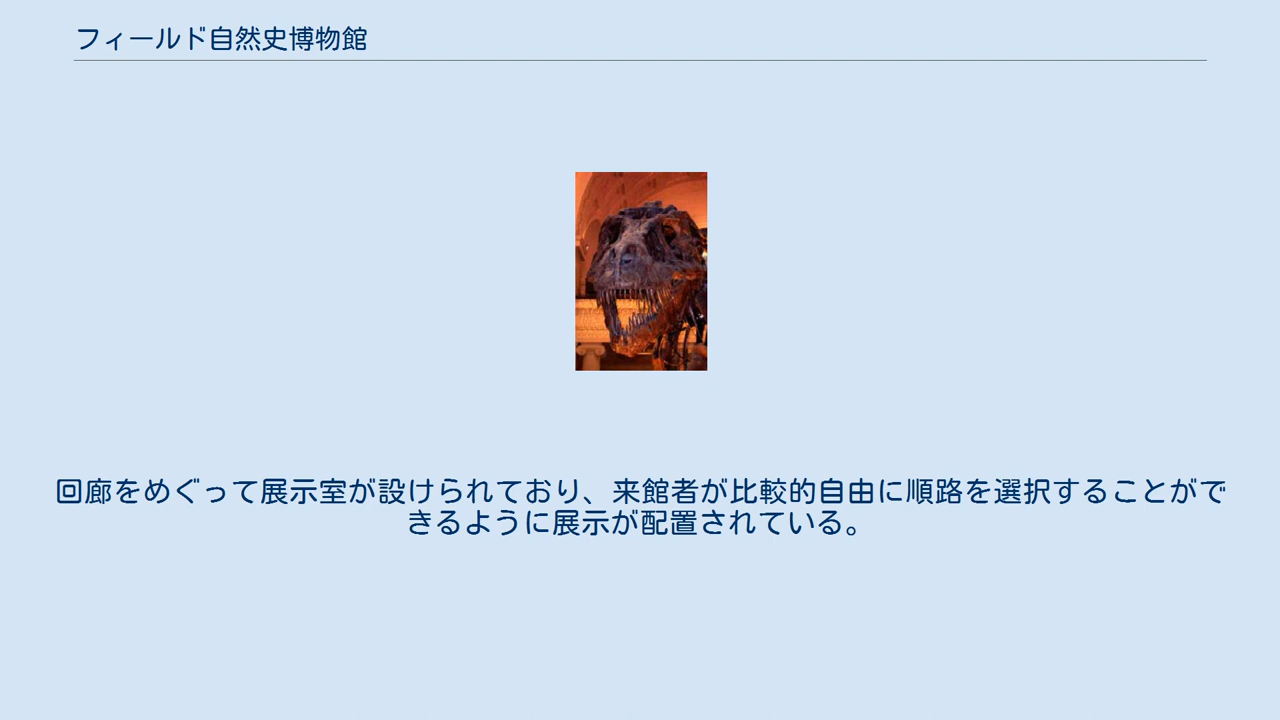 フィールド自然史博物館
回廊をめぐって展示室が設けられており、来館者が比較的自由に順路を選択することがで
きるように展示が配置されている。